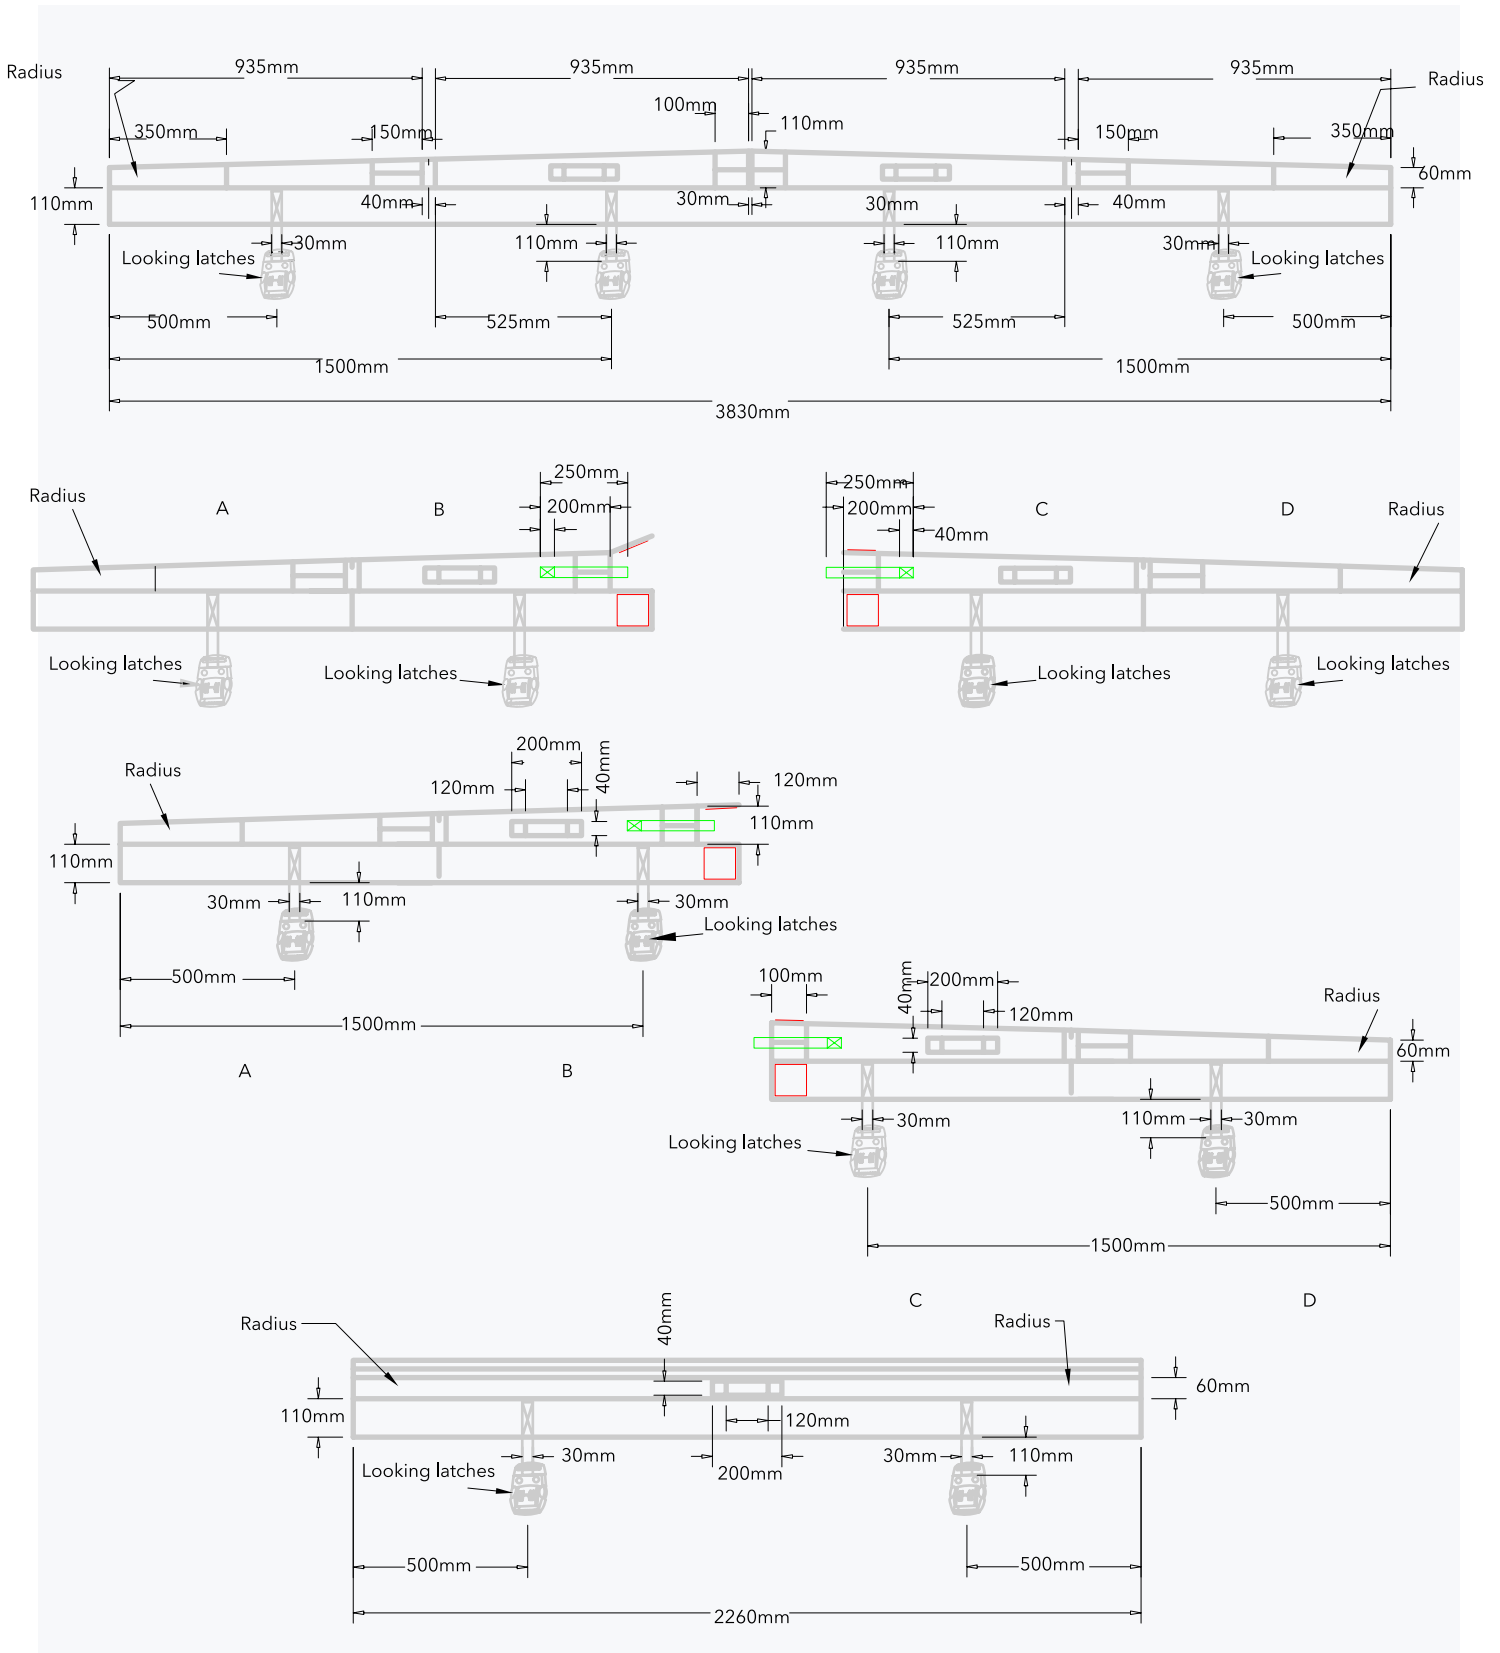 935mm 935mm 935mm 935mm
Radius Radius
100mm 110mm
350mm 150mm 150mm 350mm
60mm
110mm 40mm 30mm 30mm 40mm
30mm 110mm 110mm 30mm
Looking latches Looking latches
500mm 525mm 525mm 500mm
1500mm 1500mm
3830mm
250mm 250mm
Radius A B 200mm 200mm C D Radius
40mm
Looking latches Looking latches Looking latches Looking latches
200mm
Radius 120mm 40mm 120mm
110mm
110mm
30mm 110mm 30mm
Looking latches
500mm
1500mm
A B
100mm 40mm 200mm
Radius
120mm
60mm
30mm 110mm 30mm
Looking latches
500mm
1500mm
C D
Radius 40mm Radius
60mm
110mm 120mm
30mm 30mm 110mm
Looking latches 200mm
500mm 500mm
2260mm